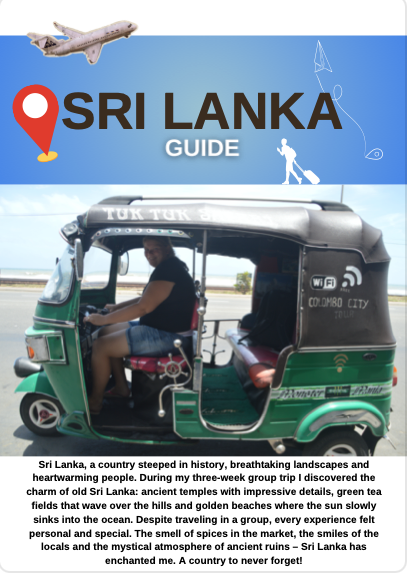 SRI LANKA
GUIDE
TUK TUK
WiFi
COLOMBO CITY
TOUR
Sri Lanka, a country steeped in history, breathtaking landscapes and
heartwarming people. During my three-week group trip I discovered the
charm of old Sri Lanka: ancient temples with impressive details, green tea
fields that wave over the hills and golden beaches where the sun slowly
sinks into the ocean. Despite traveling in a group, every experience felt
personal and special. The smell of spices in the market, the smiles of the
locals and the mystical atmosphere of ancient ruins – Sri Lanka has
enchanted me. A country to never forget!